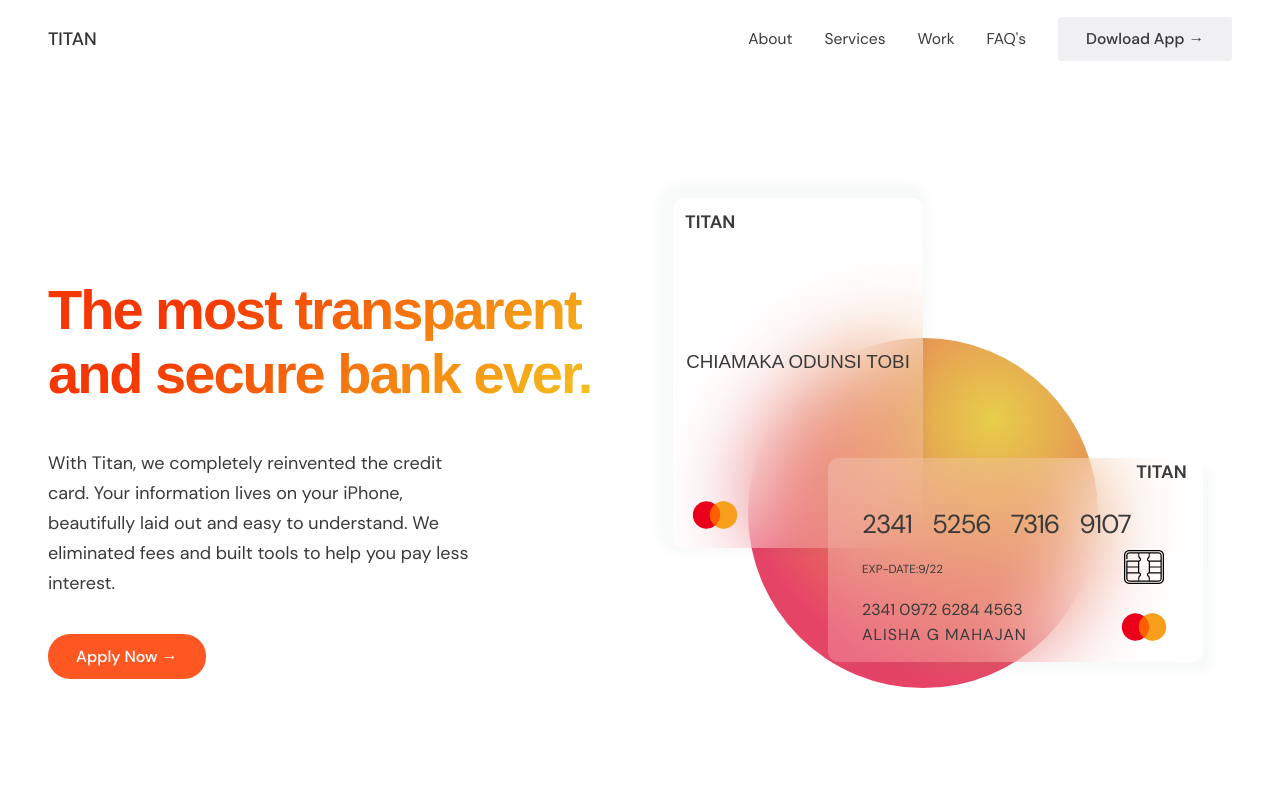 TITAN
About
Services
Work
FAQ's
Dowload App →
The most transparent
and secure bank ever.
With Titan, we completely reinvented the credit
card. Your information lives on your iPhone,
beautifully laid out and easy to understand. We
eliminated fees and built tools to help you pay less
interest.
Apply Now →
TITAN
CHIAMAKA ODUNSI TOBI
TITAN
2341 5256 7316 9107
EXP-DATE:9/22
2341 0972 6284 4563
ALISHA G MAHAJAN